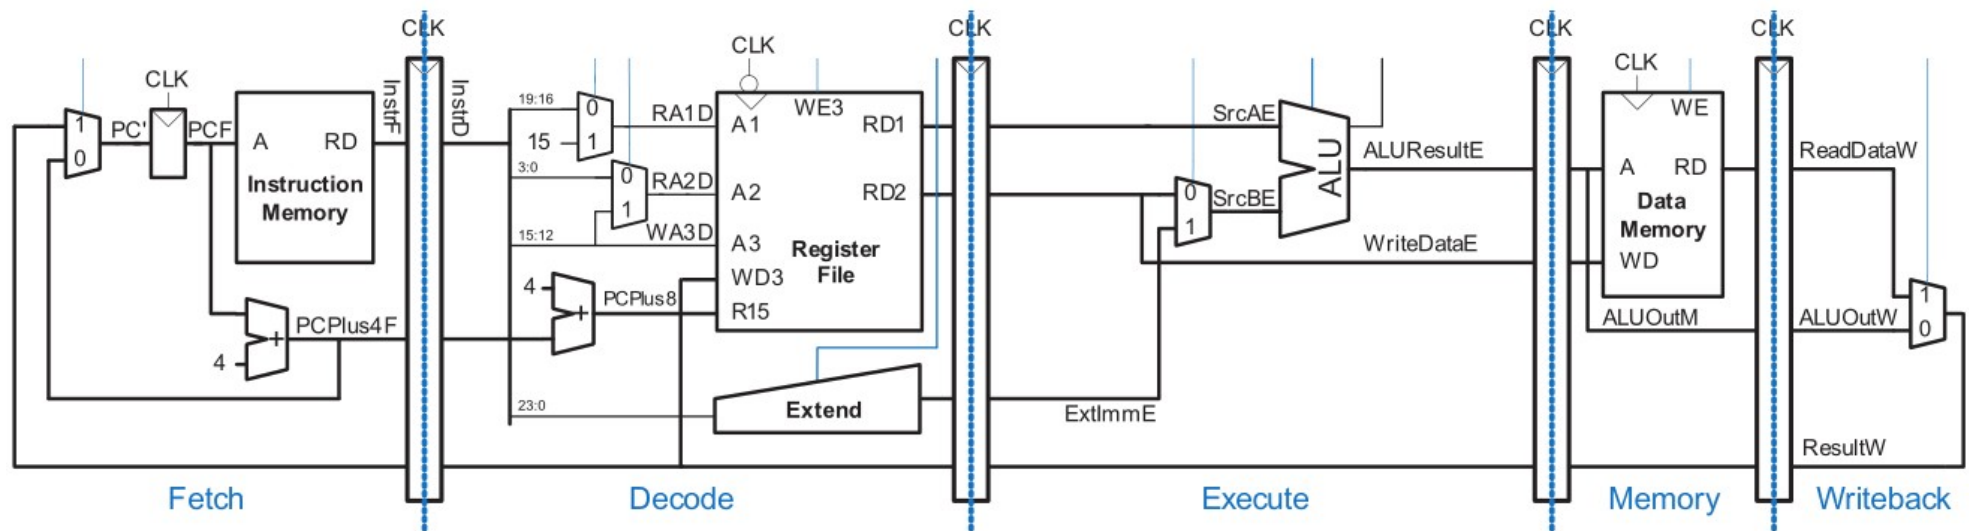 CLK
CLK
CLK
CLK
CLK
CLK
CLK
1
0
PC'
PCF
A
RD
Instruction
Memory
InstrF
InstrD
4
+
PCPlus4F
19:16
15
0
1
RA1D
3:0
0
1
RA2D
15:12
WA3D
4
+
PCPlus8
23:0
A1
A2
A3
WD3
R15
WE3
RD1
RD2
Register
File
Extend
SrcAE
0
1
SrcBE
ALU
ALUResultE
WriteDataE
ExtImmE
WE
A
RD
Data
Memory
WD
ALUOutM
ReadDataW
ALUOutW
1
0
ResultW
Fetch
Decode
Execute
Memory
Writeback